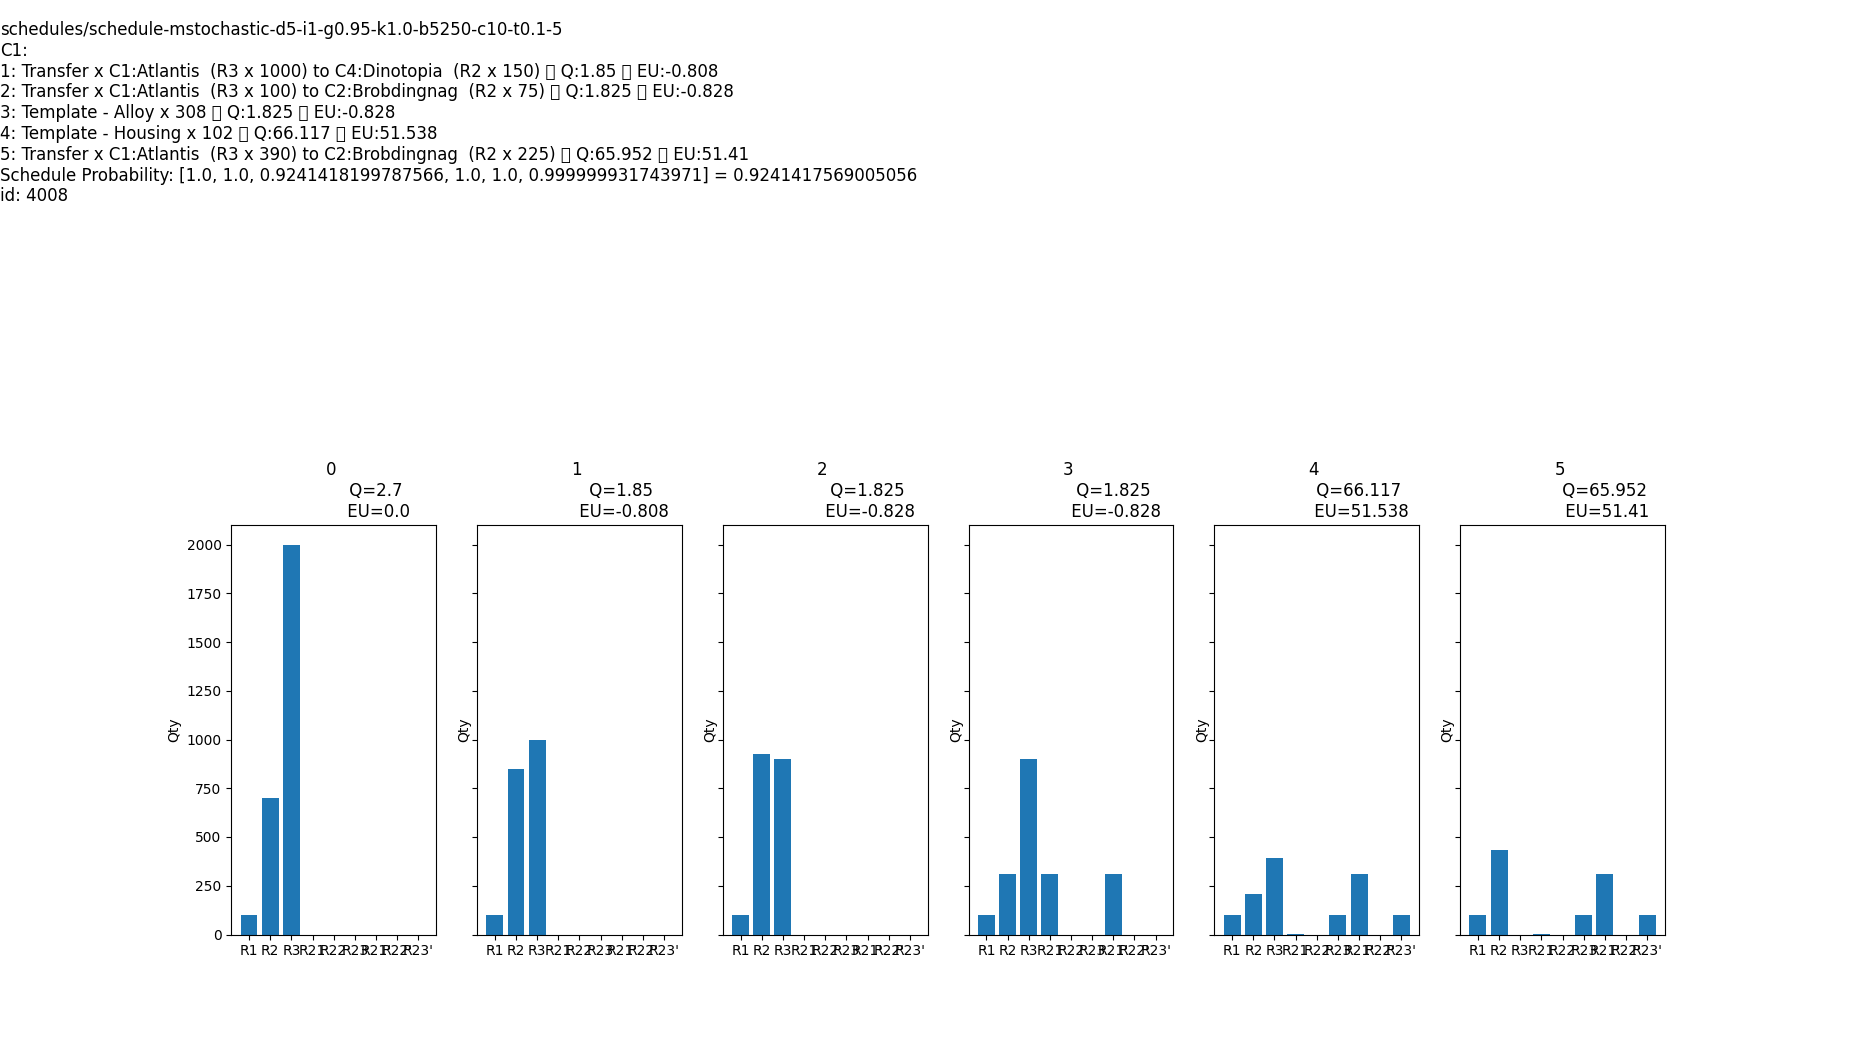 schedules/schedule-mstochastic-d5-i1-g0.95-k1.0-b5250-c10-t0.1-5
C1:
1: Transfer x C1:Atlantis  (R3 x 1000) to C4:Dinotopia  (R2 x 150) ▯ Q:1.85 ▯ EU:-0.808
2: Transfer x C1:Atlantis  (R3 x 100) to C2:Brobdingnag  (R2 x 75) ▯ Q:1.825 ▯ EU:-0.828
3: Template - Alloy x 308 ▯ Q:1.825 ▯ EU:-0.828
4: Template - Housing x 102 ▯ Q:66.117 ▯ EU:51.538
5: Transfer x C1:Atlantis  (R3 x 390) to C2:Brobdingnag  (R2 x 225) ▯ Q:65.952 ▯ EU:51.41
Schedule Probability: [1.0, 1.0, 0.9241418199787566, 1.0, 1.0, 0.999999931743971] = 0.9241417569005056
id: 4008
0 1 2 3 4 5
Q=2.7 Q=1.85 Q=1.825 Q=1.825 Q=66.117 Q=65.952
EU=0.0 EU=-0.808 EU=-0.828 EU=-0.828 EU=51.538 EU=51.41
2000
1750
1500
1250
1000
750
500
250
0
Qty Qty Qty Qty Qty Qty
R1 R2 R3 R21 R22 R23 R21' R22' R23'
R1 R2 R3 R21 R22 R23 R21' R22' R23'
R1 R2 R3 R21 R22 R23 R21' R22' R23'
R1 R2 R3 R21 R22 R23 R21' R22' R23'
R1 R2 R3 R21 R22 R23 R21' R22' R23'
R1 R2 R3 R21 R22 R23 R21' R22' R23'